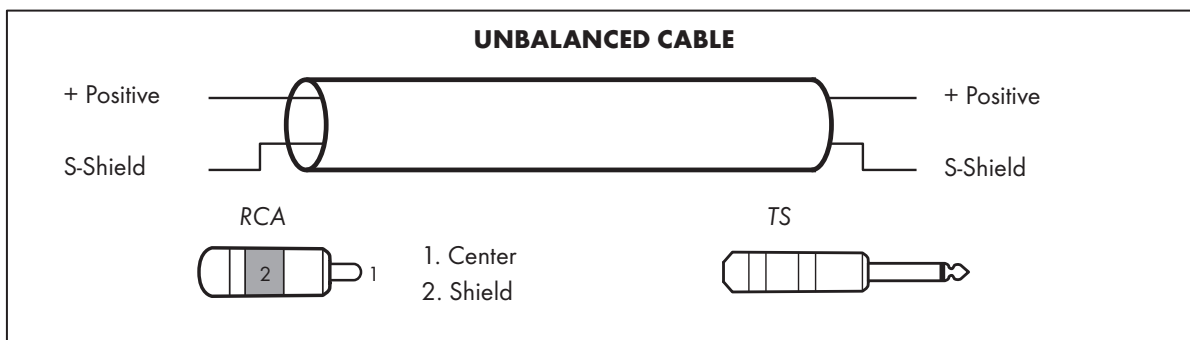 UNBALANCED CABLE
+ Positive
+ Positive
S-Shield
S-Shield
RCA
TS
2
1
1. Center
2. Shield